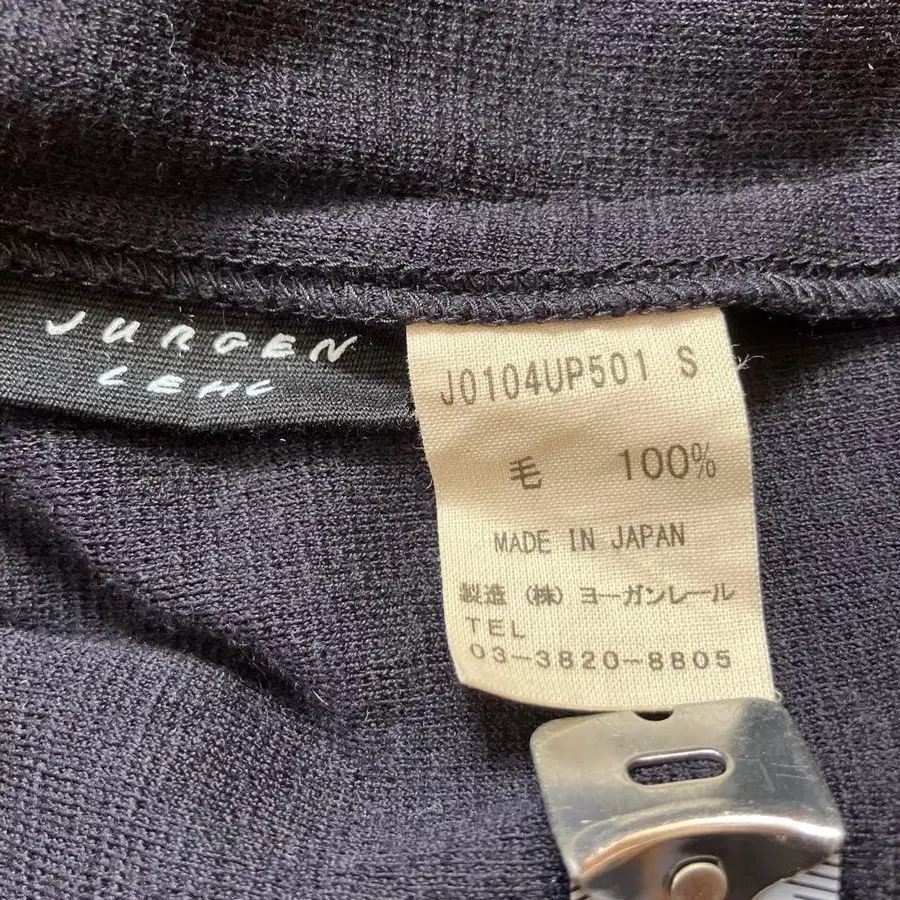 JURGEN
LEHL
J0104UP501 S
毛 100%
MADE IN JAPAN
製造 (株) ヨーガンレール
TEL
03-3820-8805